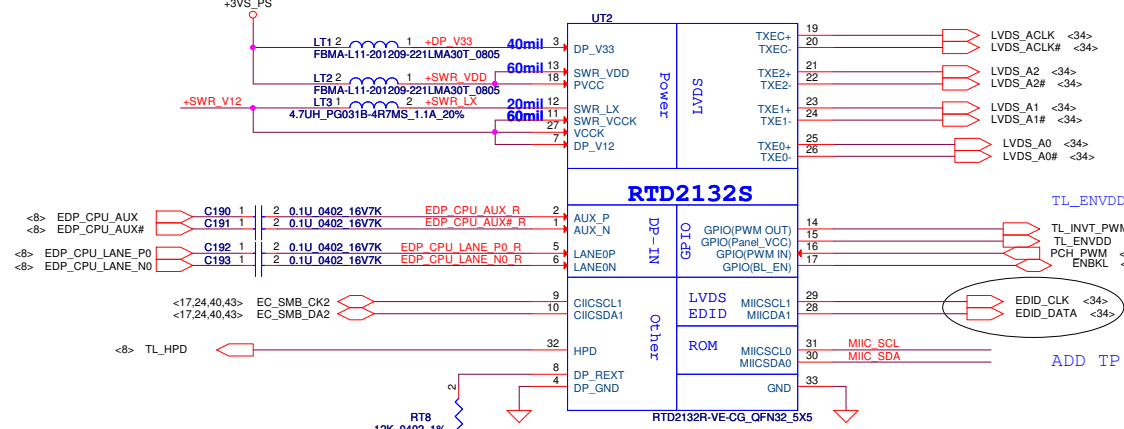 +3VS_PS
UT2
LT1 2 1 +DP_V33 40mil 3 DP_V33
FBMA-L11-201209-221LMA30T_0805
LT2 2 1 +SWR_VDD 60mil 13 SWR_VDD
18 PVCC
FBMA-L11-201209-221LMA30T_0805
+SWR_V12 LT3 1 2 +SWR_LX 20mil 12 SWR_LX
4.7UH_PG031B-4R7MS_1.1A_20% 60mil 11 SWR_VCCK
27 VCCK
7 DP_V12
Power
LVDS
TXEC+ 19 LVDS_ACLK <34>
TXEC- 20 LVDS_ACLK# <34>
TXE2+ 21 LVDS_A2 <34>
TXE2- 22 LVDS_A2# <34>
TXE1+ 23 LVDS_A1 <34>
TXE1- 24 LVDS_A1# <34>
TXE0+ 25 LVDS_A0 <34>
TXE0- 26 LVDS_A0# <34>
RTD2132S
<8> EDP_CPU_AUX C190 1 2 0.1U_0402_16V7K EDP_CPU_AUX_R 2 AUX_P
<8> EDP_CPU_AUX# C191 1 2 0.1U_0402_16V7K EDP_CPU_AUX#_R 1 AUX_N
<8> EDP_CPU_LANE_P0 C192 1 2 0.1U_0402_16V7K EDP_CPU_LANE_P0_R 5 LANE0P
<8> EDP_CPU_LANE_N0 C193 1 2 0.1U_0402_16V7K EDP_CPU_LANE_N0_R 6 LANE0N
DP-IN
GPIO
TL_ENVDD
GPIO(PWM OUT) 14 TL_INVT_PWM
GPIO(Panel_VCC) 15 TL_ENVDD
GPIO(PWM IN) 16 PCH_PWM <
GPIO(BL_EN) 17 ENBKL <
<17,24,40,43> EC_SMB_CK2 9 CIICSCL1
<17,24,40,43> EC_SMB_DA2 10 CIICSDA1
Other
LVDS
EDID
MIICSCL1 29 EDID_CLK <34>
MIICDA1 28 EDID_DATA <34>
<8> TL_HPD 32 HPD
ROM
MIICSCL0 31 MIIC_SCL
MIICSDA0 30 MIIC_SDA
ADD TP
8 DP_REXT
4 DP_GND
GND 33
2
RT8
12K_0402_1%
RTD2132R-VE-CG_QFN32_5X5